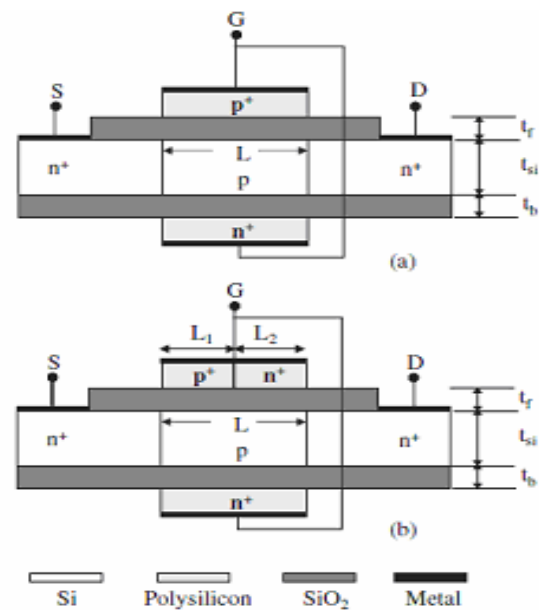 G
S
D
p⁺
t_f
L
n⁺
p
n⁺
t_si
t_b
n⁺
(a)
G
L₁
L₂
S
D
p⁺
n⁺
t_f
L
n⁺
p
n⁺
t_si
t_b
n⁺
(b)
Si
Polysilicon
SiO₂
Metal